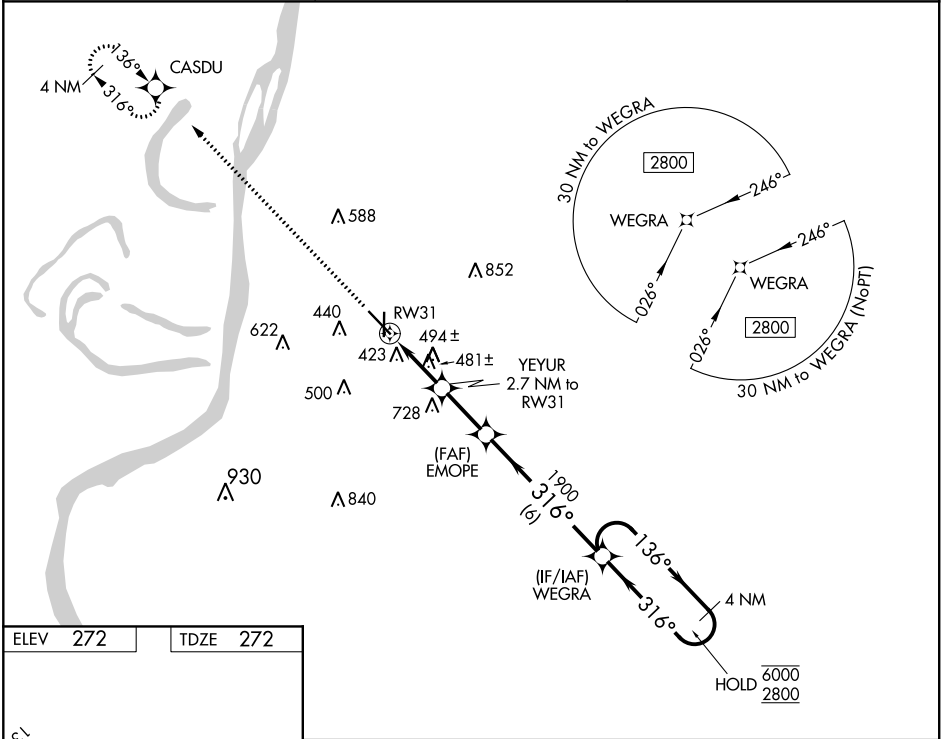 136°
CASDU
4 NM
316°
30 NM to WEGRA
2800
246°
WEGRA
026°
246°
WEGRA
2800
026°
30 NM to WEGRA (NoPT)
588
852
440
RW31
622
423
494±
481±
YEYUR
2.7 NM to
RW31
500
728
(FAF)
EMOPE
930
840
1900
316°
(6)
136°
(IF/IAF)
WEGRA
4 NM
316°
HOLD 6000
2800
ELEV 272
TDZE 272